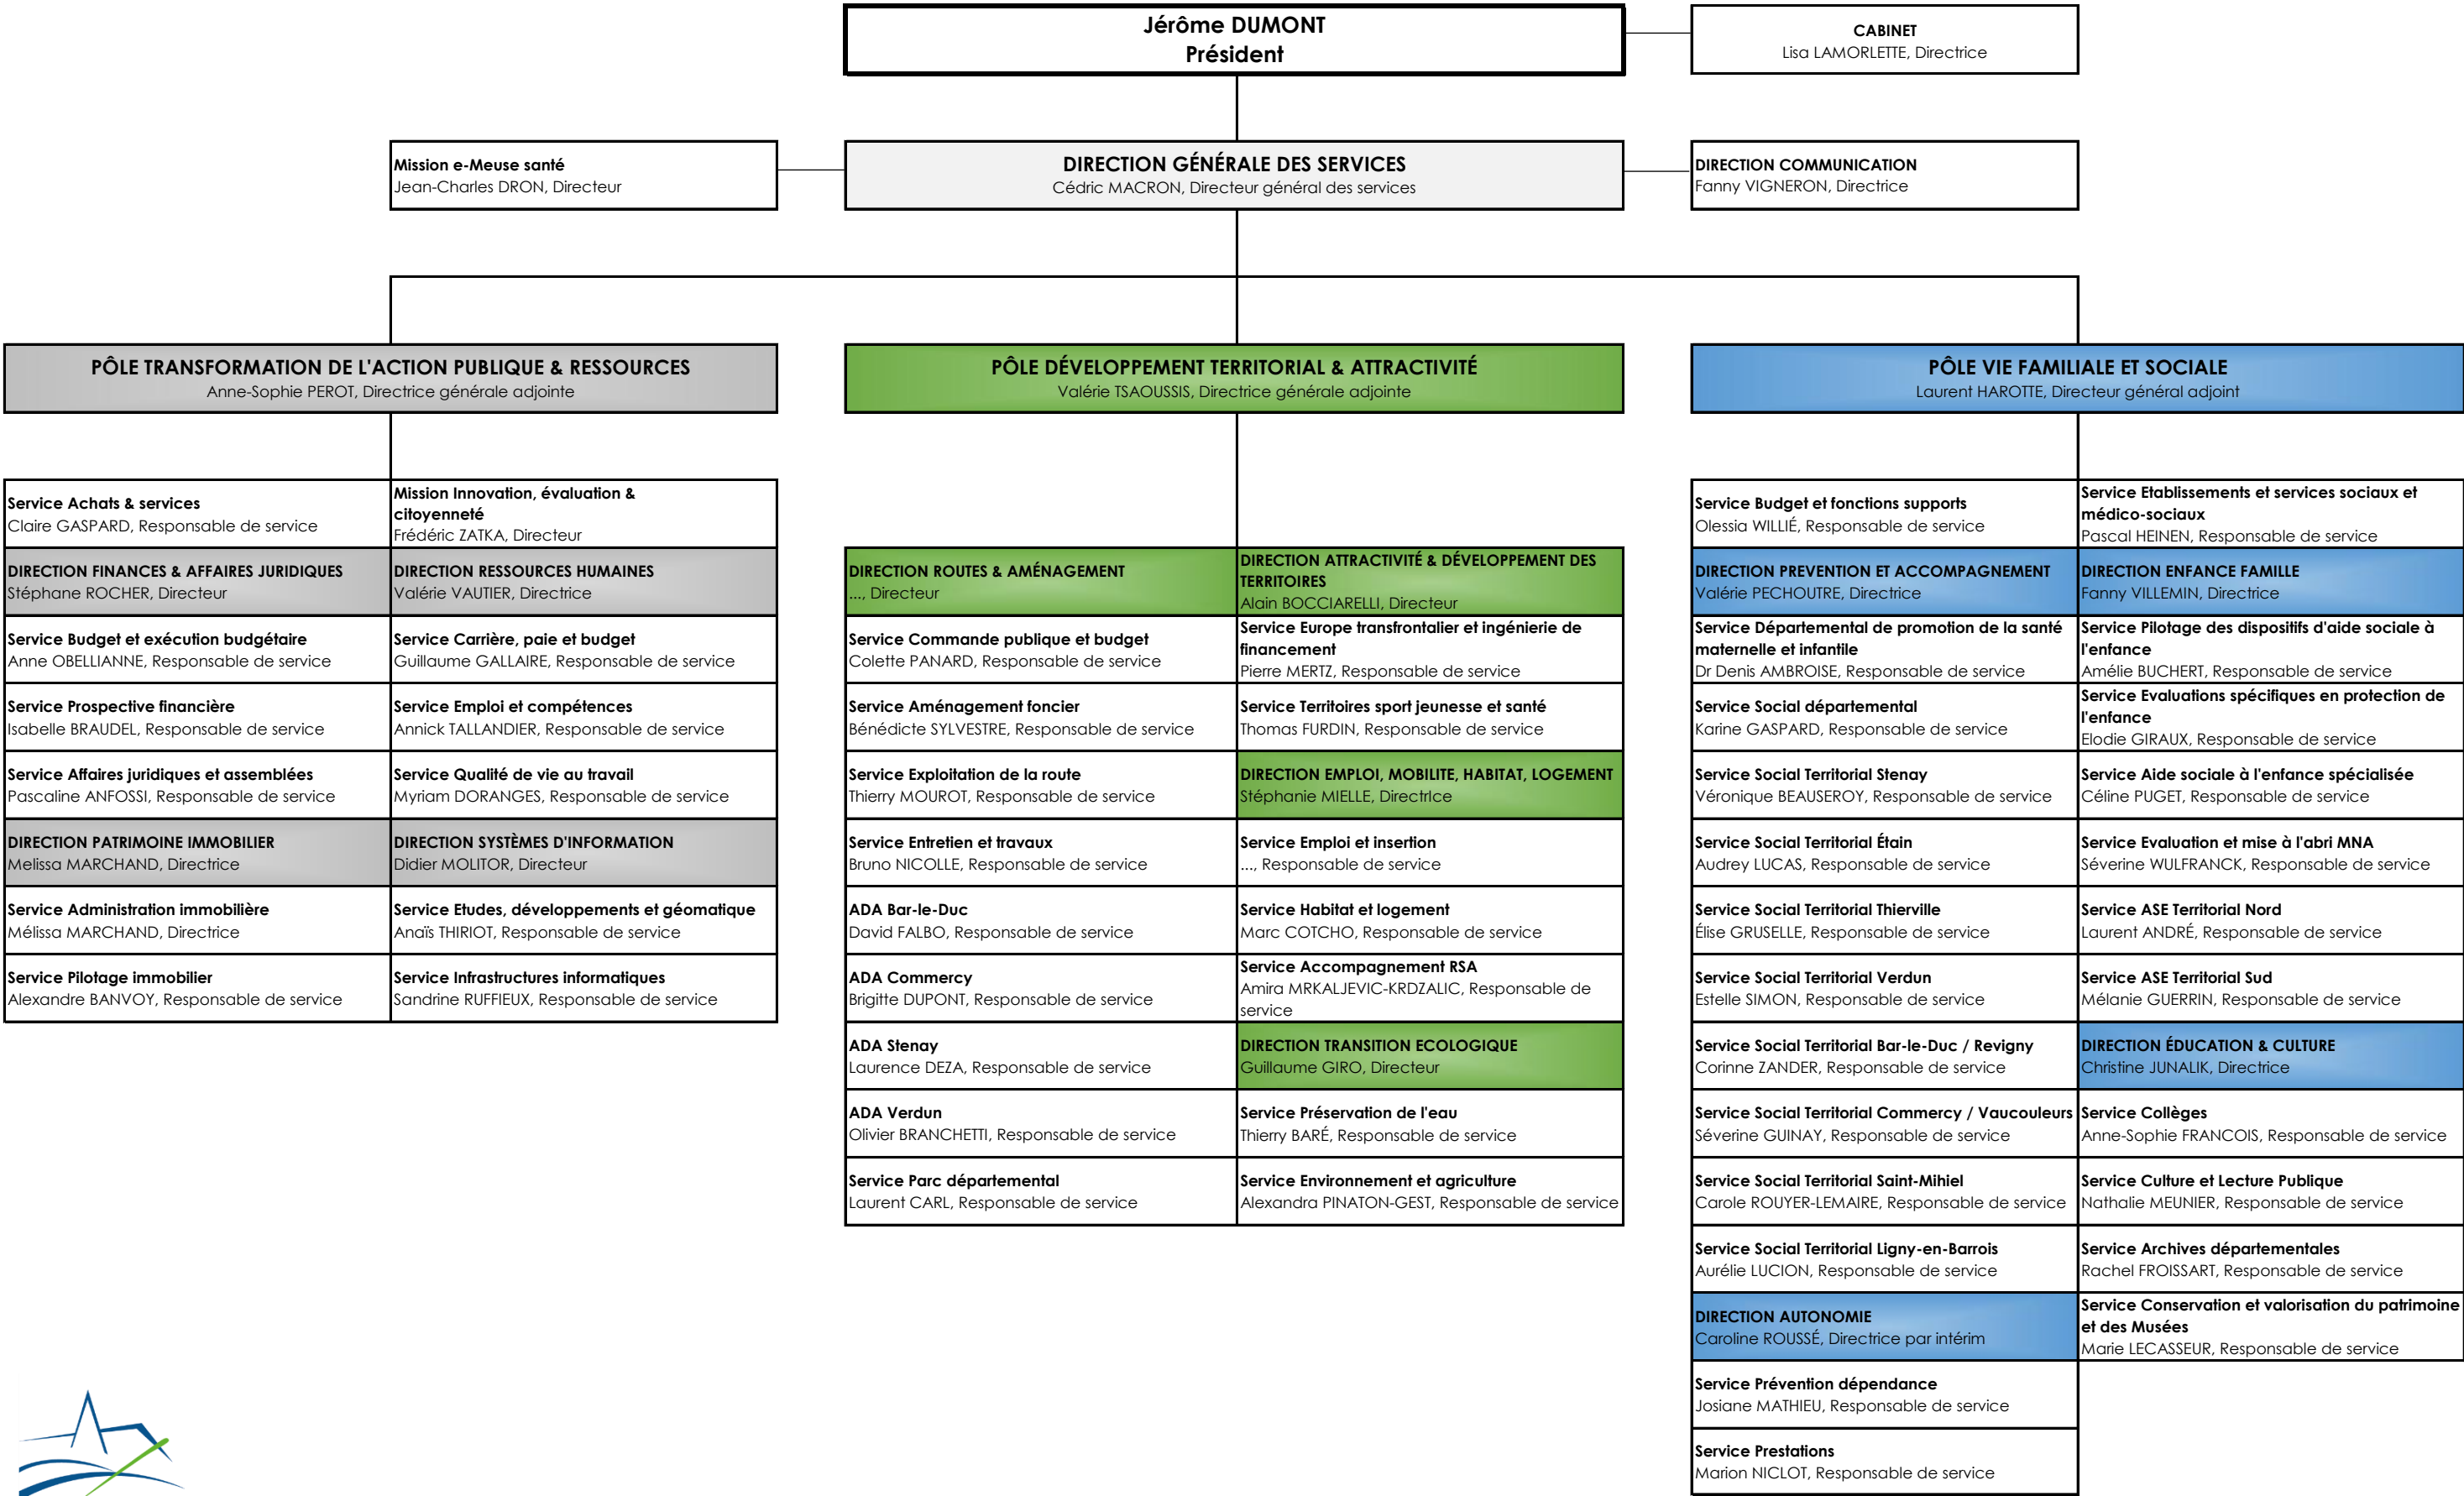 Jérôme DUMONT
Président
CABINET
Lisa LAMORLETTE, Directrice
Mission e-Meuse santé
Jean-Charles DRON, Directeur
DIRECTION GÉNÉRALE DES SERVICES
Cédric MACRON, Directeur général des services
DIRECTION COMMUNICATION
Fanny VIGNERON, Directrice
PÔLE TRANSFORMATION DE L'ACTION PUBLIQUE & RESSOURCES
Anne-Sophie PEROT, Directrice générale adjointe
Service Achats & services
Claire GASPARD, Responsable de service
DIRECTION FINANCES & AFFAIRES JURIDIQUES
Stéphane ROCHER, Directeur
Service Budget et exécution budgétaire
Anne OBELLIANNE, Responsable de service
Service Prospective financière
Isabelle BRAUDEL, Responsable de service
Service Affaires juridiques et assemblées
Pascaline ANFOSSI, Responsable de service
DIRECTION PATRIMOINE IMMOBILIER
Melissa MARCHAND, Directrice
Service Administration immobilière
Mélissa MARCHAND, Directrice
Service Pilotage immobilier
Alexandre BANVOY, Responsable de service
Mission Innovation, évaluation &
citoyenneté
Frédéric ZATKA, Directeur
DIRECTION RESSOURCES HUMAINES
Valérie VAUTIER, Directrice
Service Carrière, paie et budget
Guillaume GALLAIRE, Responsable de service
Service Emploi et compétences
Annick TALLANDIER, Responsable de service
Service Qualité de vie au travail
Myriam DORANGES, Responsable de service
DIRECTION SYSTÈMES D'INFORMATION
Didier MOLITOR, Directeur
Service Etudes, développements et géomatique
Anaïs THIRIOT, Responsable de service
Service Infrastructures informatiques
Sandrine RUFFIEUX, Responsable de service
PÔLE DÉVELOPPEMENT TERRITORIAL & ATTRACTIVITÉ
Valérie TSAOUSSIS, Directrice générale adjointe
DIRECTION ROUTES & AMÉNAGEMENT
..., Directeur
Service Commande publique et budget
Colette PANARD, Responsable de service
Service Aménagement foncier
Bénédicte SYLVESTRE, Responsable de service
Service Exploitation de la route
Thierry MOUROT, Responsable de service
Service Entretien et travaux
Bruno NICOLLE, Responsable de service
ADA Bar-le-Duc
David FALBO, Responsable de service
ADA Commercy
Brigitte DUPONT, Responsable de service
ADA Stenay
Laurence DEZA, Responsable de service
ADA Verdun
Olivier BRANCHETTI, Responsable de service
Service Parc départemental
Laurent CARL, Responsable de service
DIRECTION ATTRACTIVITÉ & DÉVELOPPEMENT DES
TERRITOIRES
Alain BOCCIARELLI, Directeur
Service Europe transfrontalier et ingénierie de
financement
Pierre MERTZ, Responsable de service
Service Territoires sport jeunesse et santé
Thomas FURDIN, Responsable de service
DIRECTION EMPLOI, MOBILITE, HABITAT, LOGEMENT
Stéphanie MIELLE, DirectrIce
Service Emploi et insertion
..., Responsable de service
Service Habitat et logement
Marc COTCHO, Responsable de service
Service Accompagnement RSA
Amira MRKALJEVIC-KRDZALIC, Responsable de
service
DIRECTION TRANSITION ECOLOGIQUE
Guillaume GIRO, Directeur
Service Préservation de l'eau
Thierry BARÉ, Responsable de service
Service Environnement et agriculture
Alexandra PINATON-GEST, Responsable de service
PÔLE VIE FAMILIALE ET SOCIALE
Laurent HAROTTE, Directeur général adjoint
Service Budget et fonctions supports
Olessia WILLIÉ, Responsable de service
DIRECTION PREVENTION ET ACCOMPAGNEMENT
Valérie PECHOUTRE, Directrice
Service Départemental de promotion de la santé
maternelle et infantile
Dr Denis AMBROISE, Responsable de service
Service Social départemental
Karine GASPARD, Responsable de service
Service Social Territorial Stenay
Véronique BEAUSEROY, Responsable de service
Service Social Territorial Étain
Audrey LUCAS, Responsable de service
Service Social Territorial Thierville
Élise GRUSELLE, Responsable de service
Service Social Territorial Verdun
Estelle SIMON, Responsable de service
Service Social Territorial Bar-le-Duc / Revigny
Corinne ZANDER, Responsable de service
Service Social Territorial Commercy / Vaucouleurs
Séverine GUINAY, Responsable de service
Service Social Territorial Saint-Mihiel
Carole ROUYER-LEMAIRE, Responsable de service
Service Social Territorial Ligny-en-Barrois
Aurélie LUCION, Responsable de service
DIRECTION AUTONOMIE
Caroline ROUSSÉ, Directrice par intérim
Service Prévention dépendance
Josiane MATHIEU, Responsable de service
Service Prestations
Marion NICLOT, Responsable de service
Service Etablissements et services sociaux et
médico-sociaux
Pascal HEINEN, Responsable de service
DIRECTION ENFANCE FAMILLE
Fanny VILLEMIN, Directrice
Service Pilotage des dispositifs d'aide sociale à
l'enfance
Amélie BUCHERT, Responsable de service
Service Evaluations spécifiques en protection de
l'enfance
Elodie GIRAUX, Responsable de service
Service Aide sociale à l'enfance spécialisée
Céline PUGET, Responsable de service
Service Evaluation et mise à l'abri MNA
Séverine WULFRANCK, Responsable de service
Service ASE Territorial Nord
Laurent ANDRÉ, Responsable de service
Service ASE Territorial Sud
Mélanie GUERRIN, Responsable de service
DIRECTION ÉDUCATION & CULTURE
Christine JUNALIK, Directrice
Service Collèges
Anne-Sophie FRANCOIS, Responsable de service
Service Culture et Lecture Publique
Nathalie MEUNIER, Responsable de service
Service Archives départementales
Rachel FROISSART, Responsable de service
Service Conservation et valorisation du patrimoine
et des Musées
Marie LECASSEUR, Responsable de service